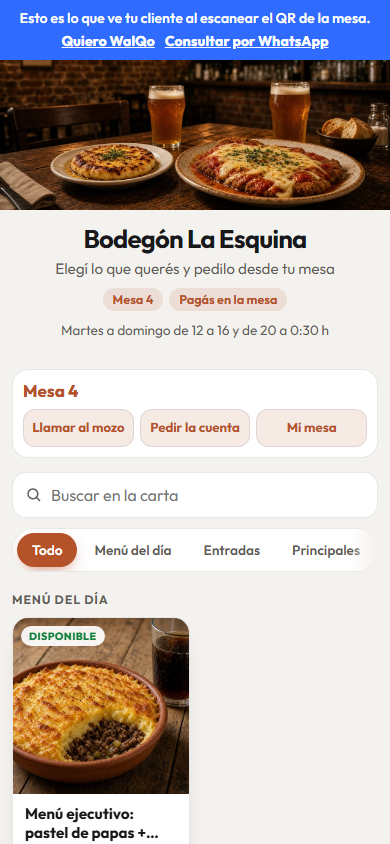 Esto es lo que ve tu cliente al escanear el QR de la mesa.
Quiero WalQo Consultar por WhatsApp
Bodegón La Esquina
Elegí lo que querés y pedilo desde tu mesa
Mesa 4 Pagás en la mesa
Martes a domingo de 12 a 16 y de 20 a 0:30 h
Mesa 4
Llamar al mozo Pedir la cuenta Mi mesa
Buscar en la carta
Todo Menú del día Entradas Principales
MENÚ DEL DÍA
DISPONIBLE
Menú ejecutivo:
pastel de papas +...